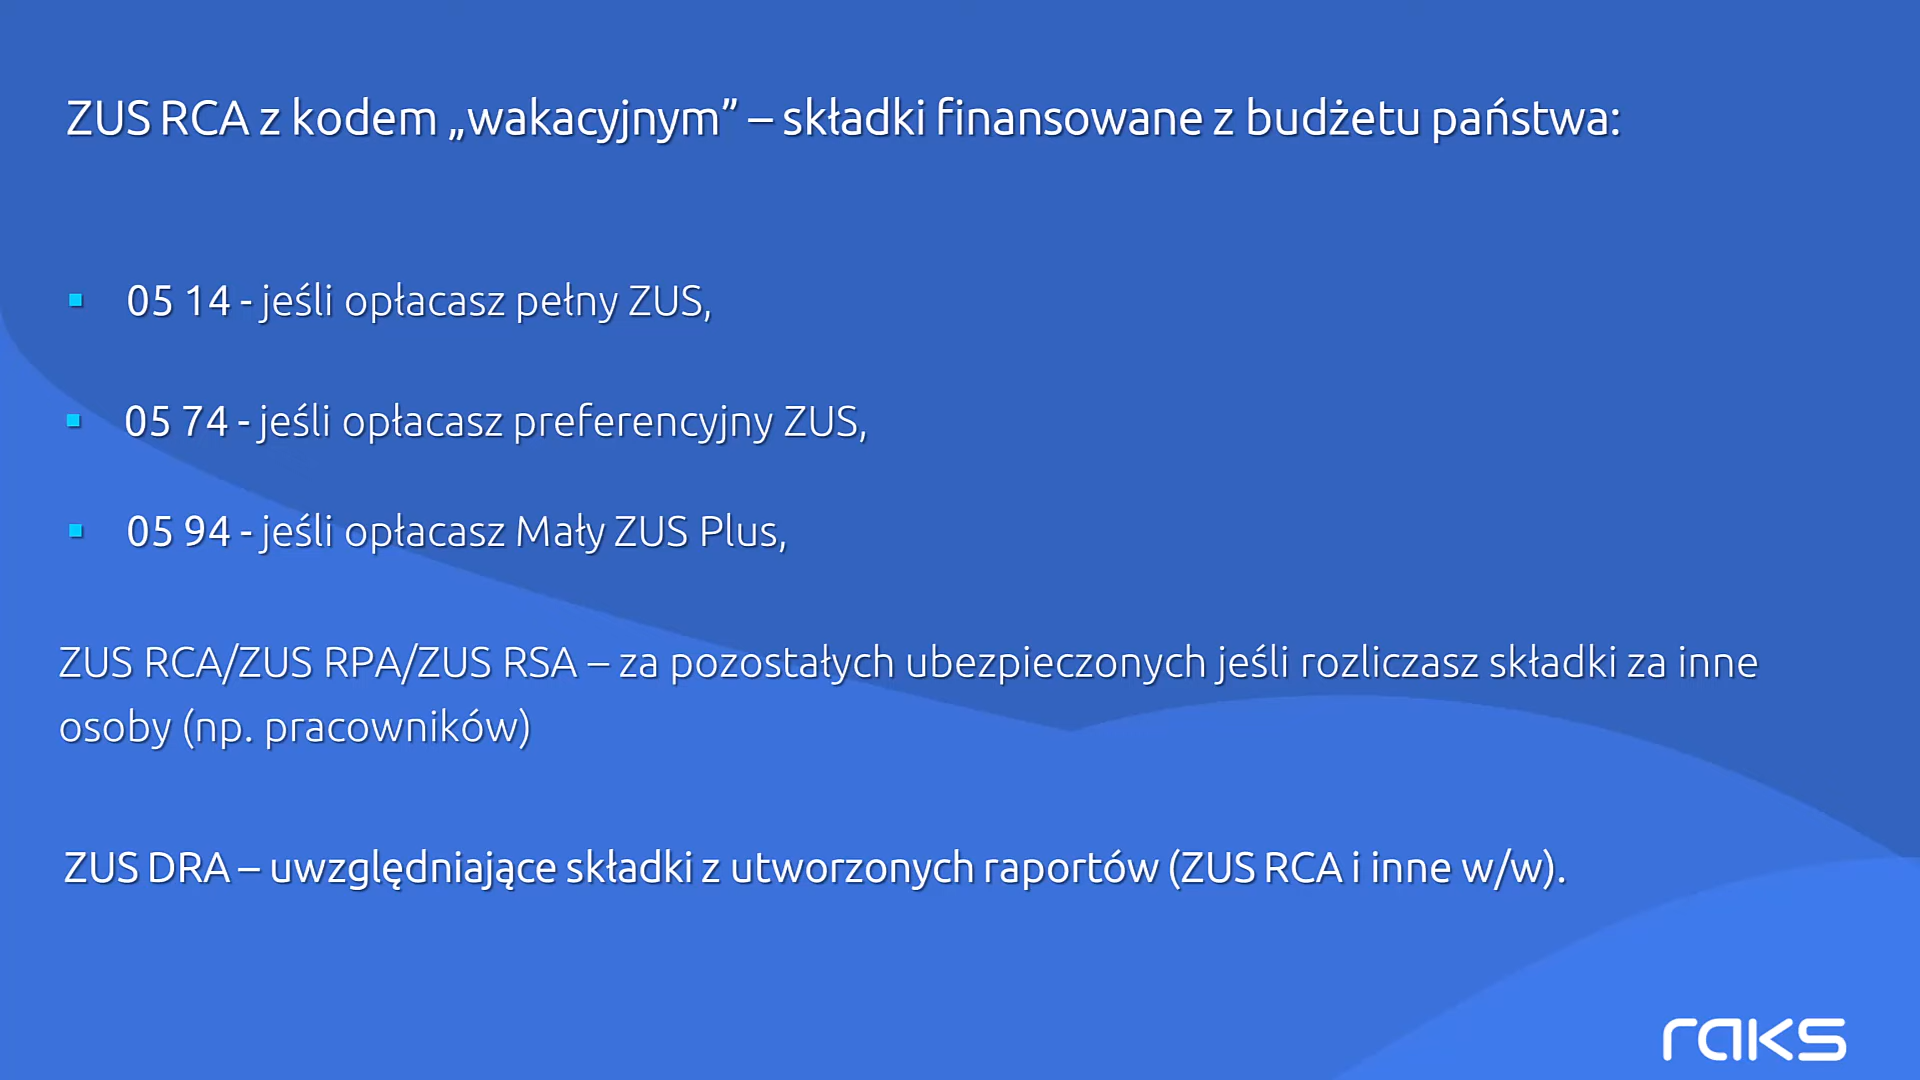 ZUS RCA z kodem „wakacyjnym” – składki finansowane z budżetu państwa:
▪ 05 14 - jeśli opłacasz pełny ZUS,
▪ 05 74 - jeśli opłacasz preferencyjny ZUS,
▪ 05 94 - jeśli opłacasz Mały ZUS Plus,
ZUS RCA/ZUS RPA/ZUS RSA – za pozostałych ubezpieczonych jeśli rozliczasz składki za inne
osoby (np. pracowników)
ZUS DRA – uwzględniające składki z utworzonych raportów (ZUS RCA i inne w/w).
raks